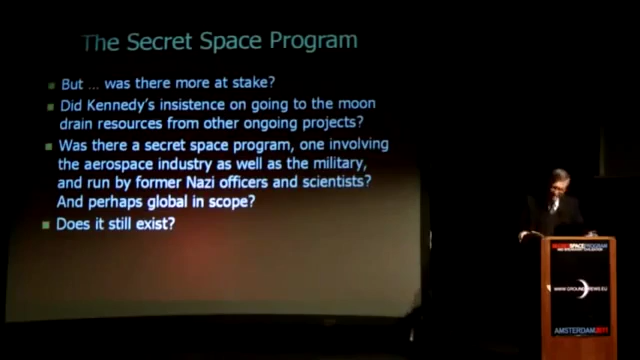 The Secret Space Program
But ... was there more at stake?
Did Kennedy's insistence on going to the moon
drain resources from other ongoing projects?
Was there a secret space program, one involving
the aerospace industry as well as the military,
and run by former Nazi officers and scientists?
And perhaps global in scope?
Does it still exist?
SECRET SPACE PROGRAM
AMSTERDAM 2011